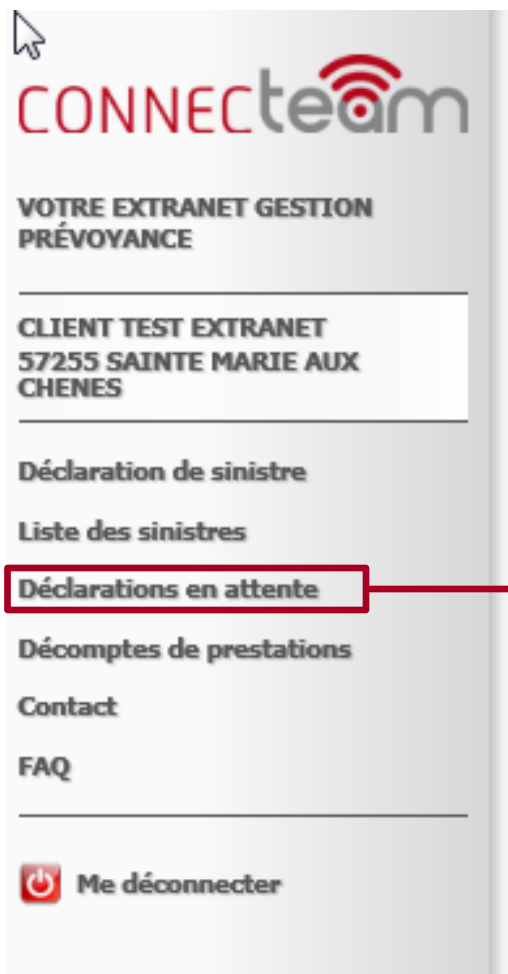 CONNECteam
VOTRE EXTRANET GESTION
PRÉVOYANCE
CLIENT TEST EXTRANET
57255 SAINTE MARIE AUX
CHENES
Déclaration de sinistre
Liste des sinistres
Déclarations en attente
Décomptes de prestations
Contact
FAQ
Me déconnecter